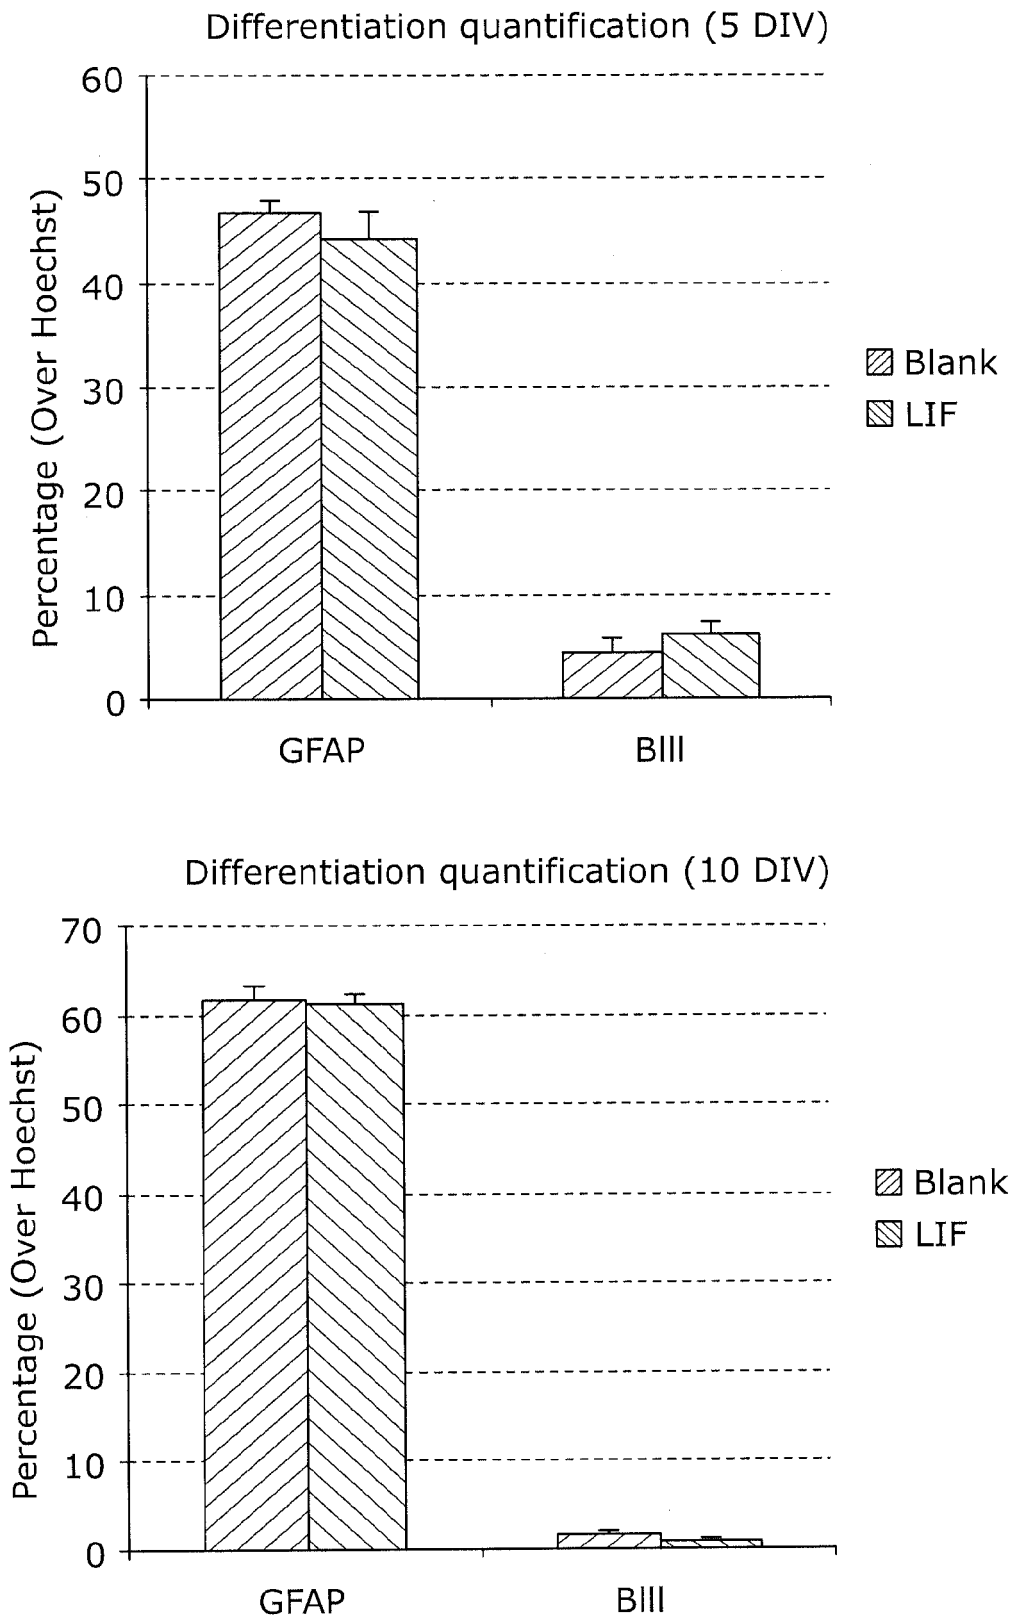 Differentiation quantification (5 DIV)
60
50
40
30
20
10
0
Percentage (Over Hoechst)
GFAP
BIII
Blank
LIF
Differentiation quantification (10 DIV)
70
60
50
40
30
20
10
0
Percentage (Over Hoechst)
GFAP
BIII
Blank
LIF